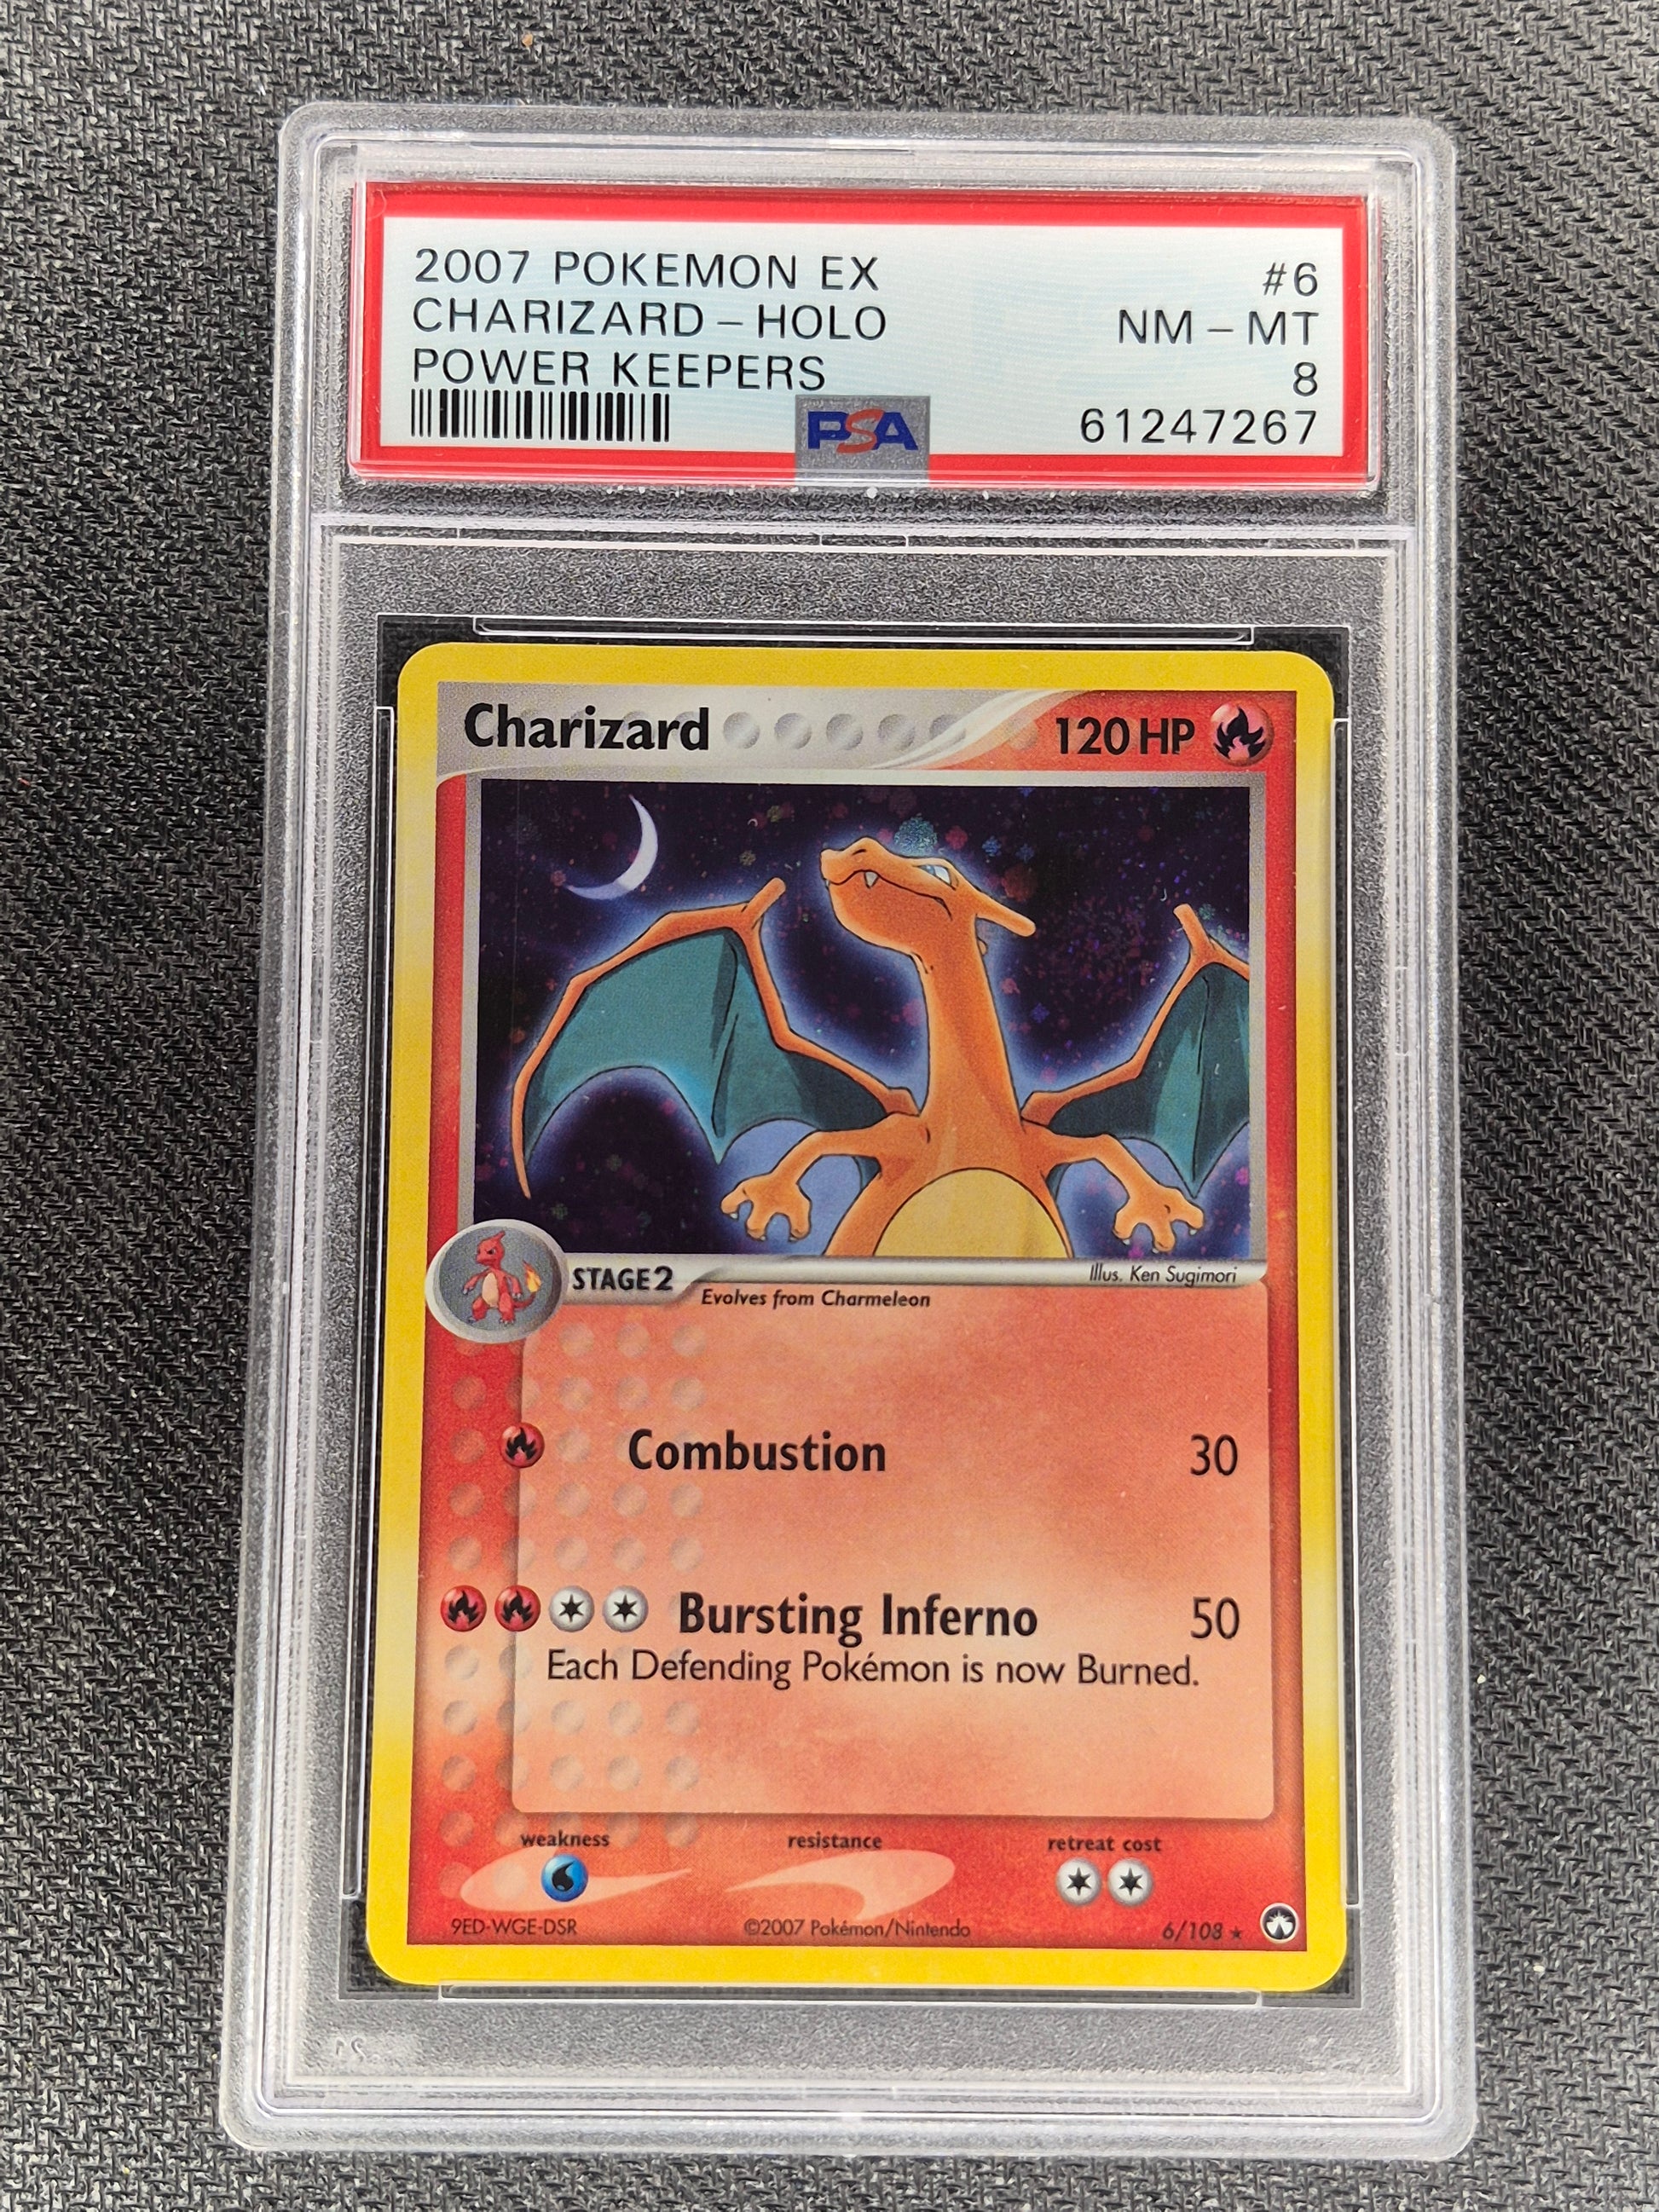 2007 POKEMON EX #6
CHARIZARD - HOLO NM - MT
POWER KEEPERS 8
PSA 61247267
Charizard 120 HP
STAGE 2 Illus. Ken Sugimori
Evolves from Charmeleon
Combustion 30
Bursting Inferno 50
Each Defending Pokémon is now Burned.
weakness resistance retreat cost
9ED-WGE-DSR ©2007 Pokémon/Nintendo 6/108 ★